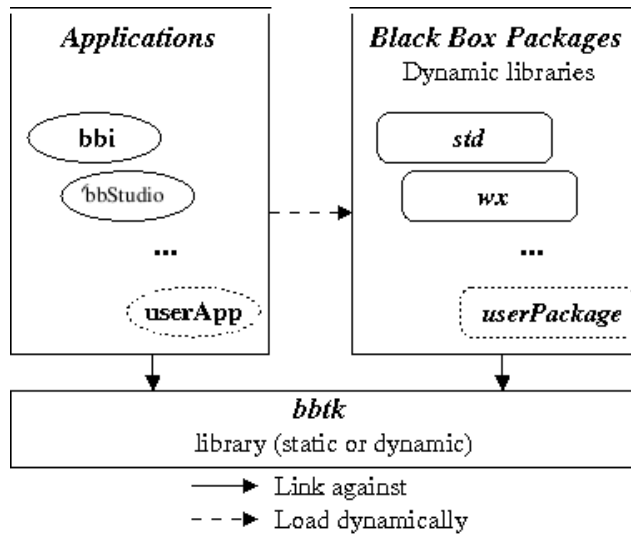 Applications
bbi
bbStudio
...
userApp
Black Box Packages
Dynamic libraries
std
wx
...
userPackage
bbtk
library (static or dynamic)
Link against
Load dynamically